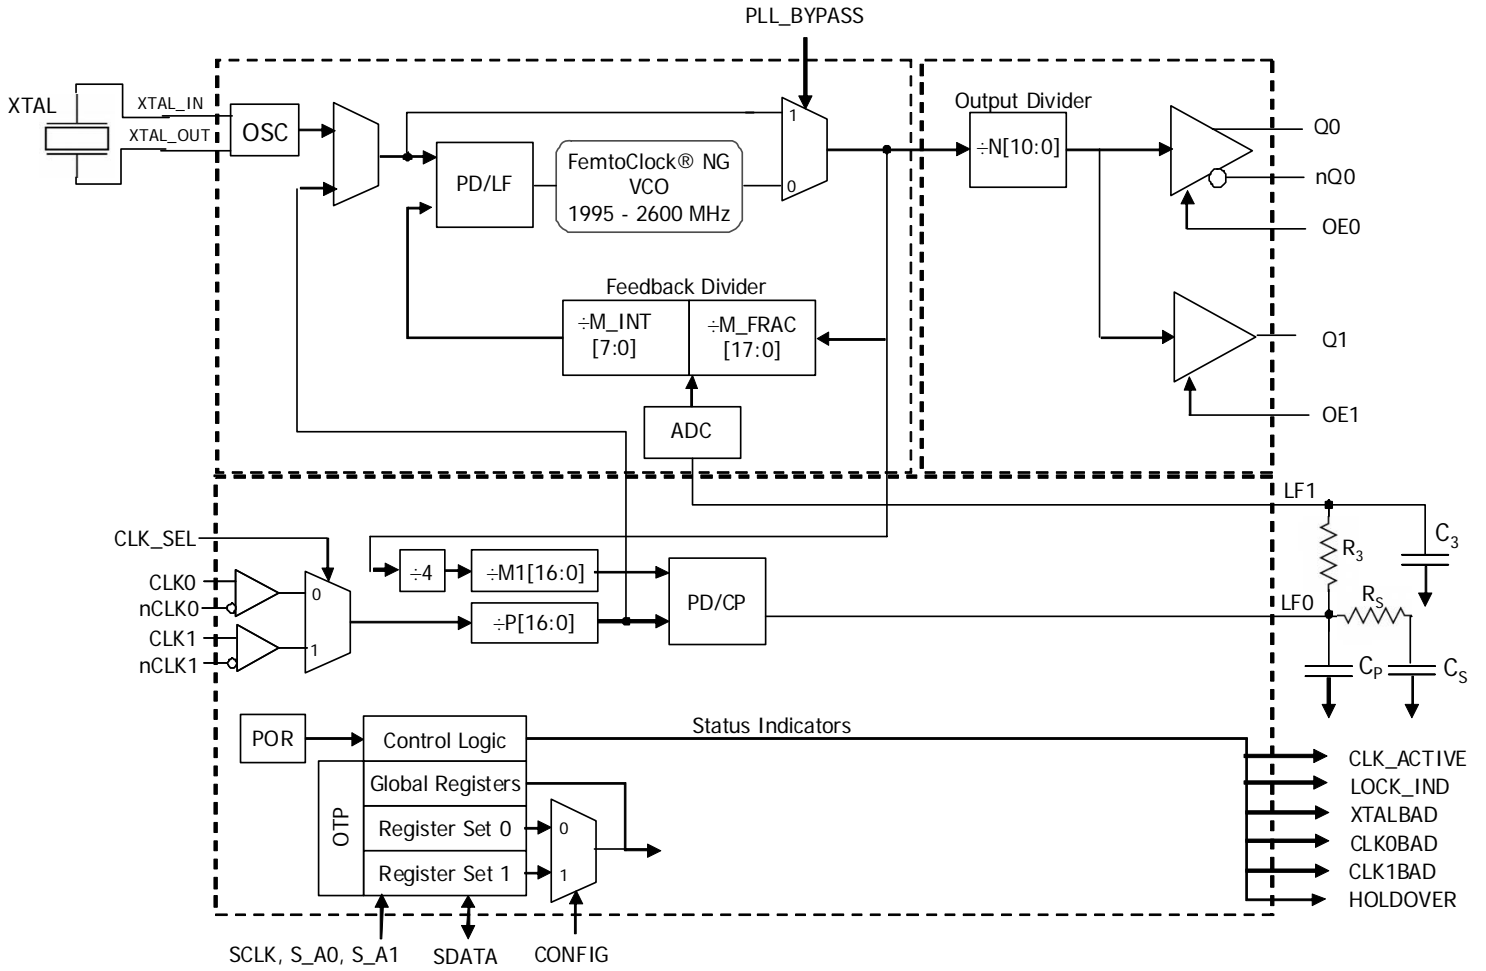 PLL_BYPASS
XTAL
XTAL_IN
XTAL_OUT
OSC
PD/LF
FemtoClock® NG
VCO
1995 - 2600 MHz
1
0
Output Divider
÷N[10:0]
Q0
nQ0
OE0
Q1
OE1
Feedback Divider
÷M_INT
[7:0]
÷M_FRAC
[17:0]
ADC
LF1
R3
C3
LF0
RS
CP
CS
CLK_SEL
CLK0
nCLK0
CLK1
nCLK1
0
1
÷4
÷M1[16:0]
÷P[16:0]
PD/CP
POR
Control Logic
Status Indicators
Global Registers
OTP
Register Set 0
Register Set 1
0
1
CLK_ACTIVE
LOCK_IND
XTALBAD
CLK0BAD
CLK1BAD
HOLDOVER
SCLK, S_A0, S_A1
SDATA
CONFIG